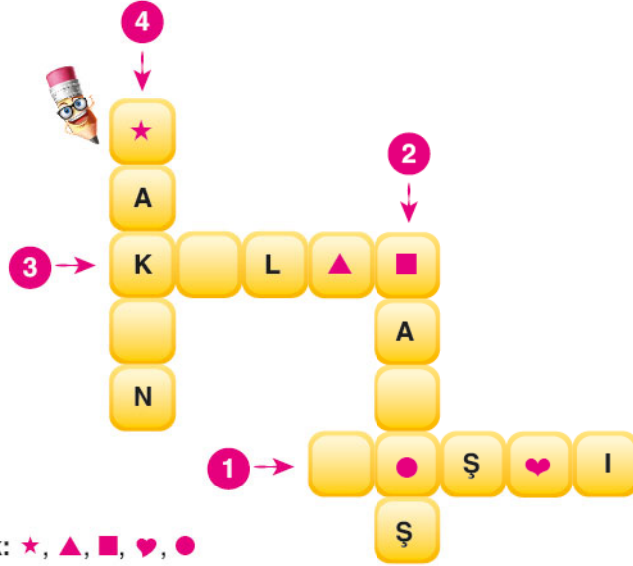 4
2
A
3 K L
A
N
1 Ş I
Ş
: ★, ▲, ■, ♥, ●